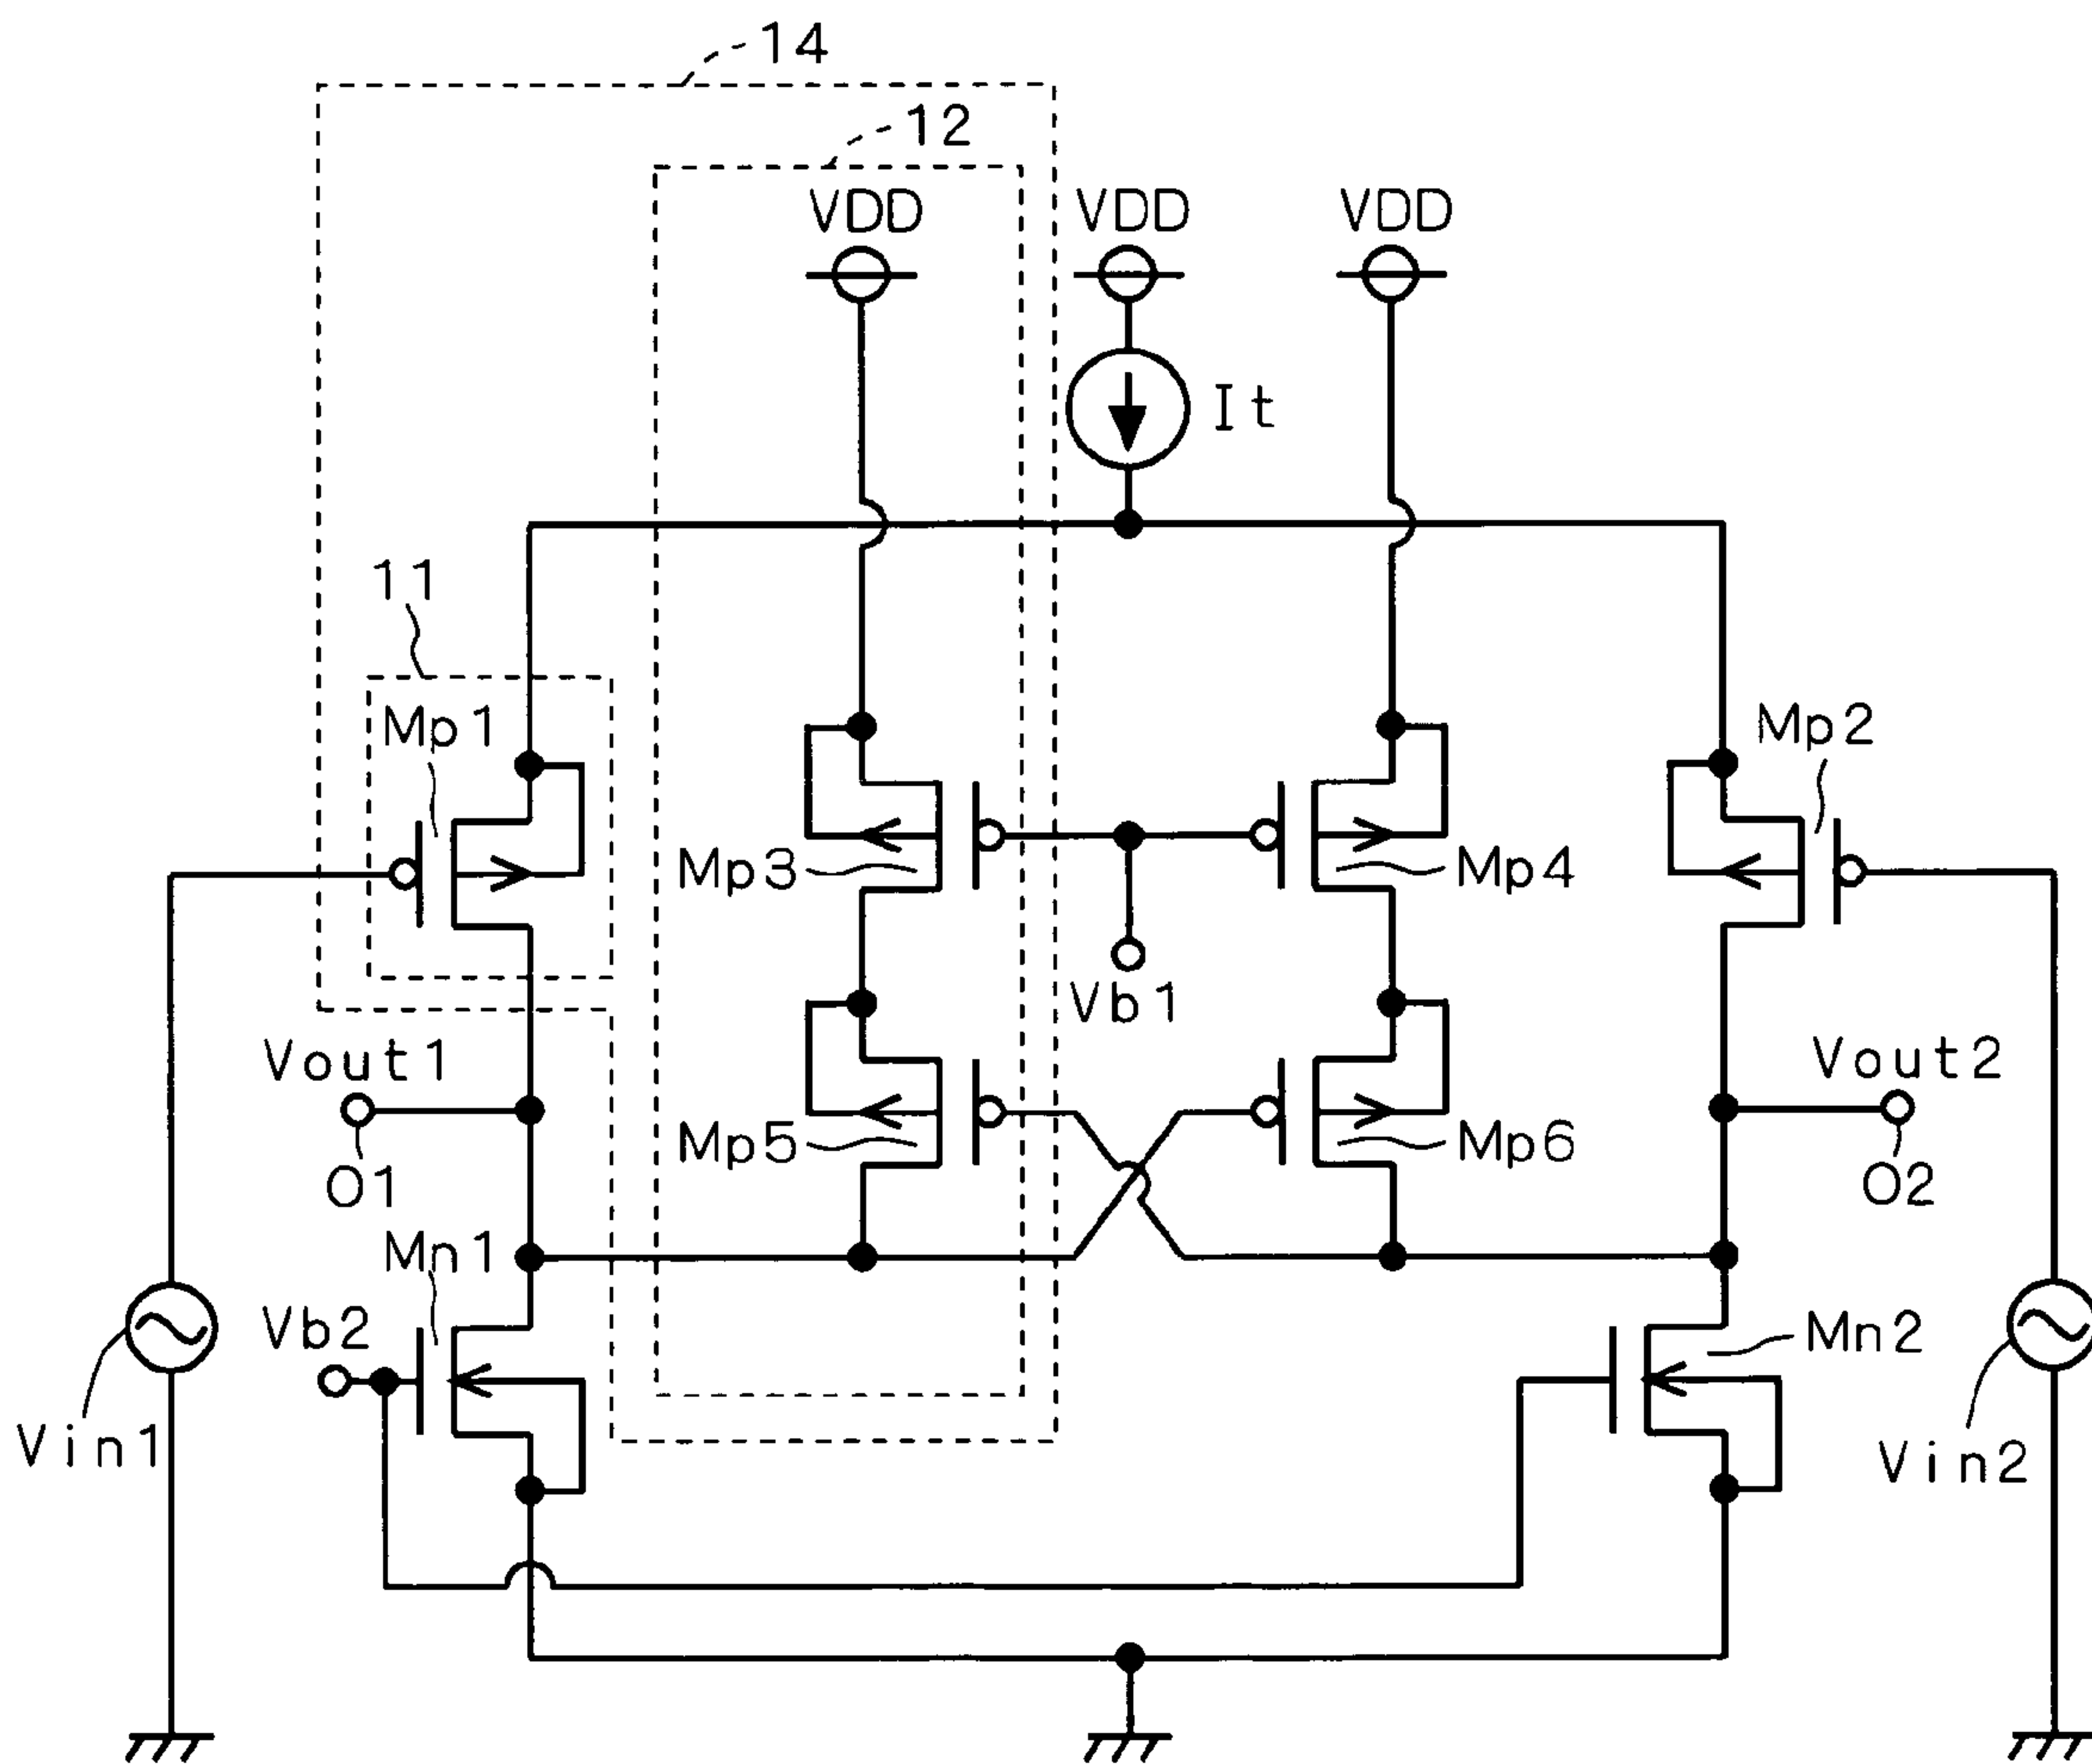 14
12
VDD
VDD
VDD
It
11
Mp1
Mp2
Mp3
Mp4
Vb1
Vout1
Vout2
Mp5
Mp6
O1
O2
Mn1
Vb2
Mn2
Vin1
Vin2